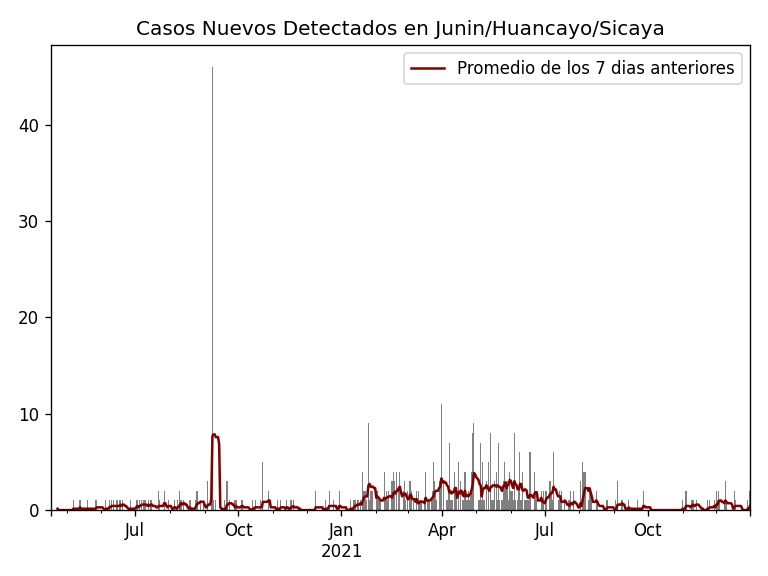 Casos Nuevos Detectados en Junin/Huancayo/Sicaya
Promedio de los 7 dias anteriores
40
30
20
10
0
Jul Oct Jan Apr Jul Oct
2021